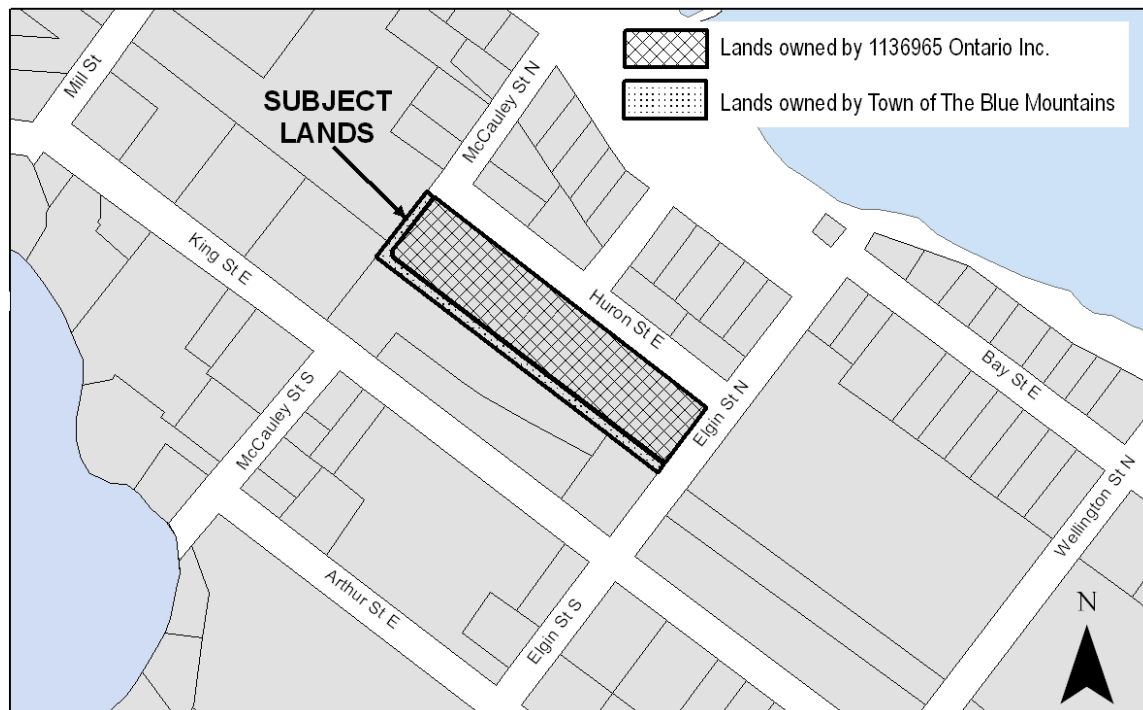 Lands owned by 1136965 Ontario Inc.
Lands owned by Town of The Blue Mountains
Mill St
McCauley St N
SUBJECT
LANDS
King St E
Huron St E
Elgin St N
Bay St E
McCauley St S
Wellington St N
Arthur St E
Elgin St S
N